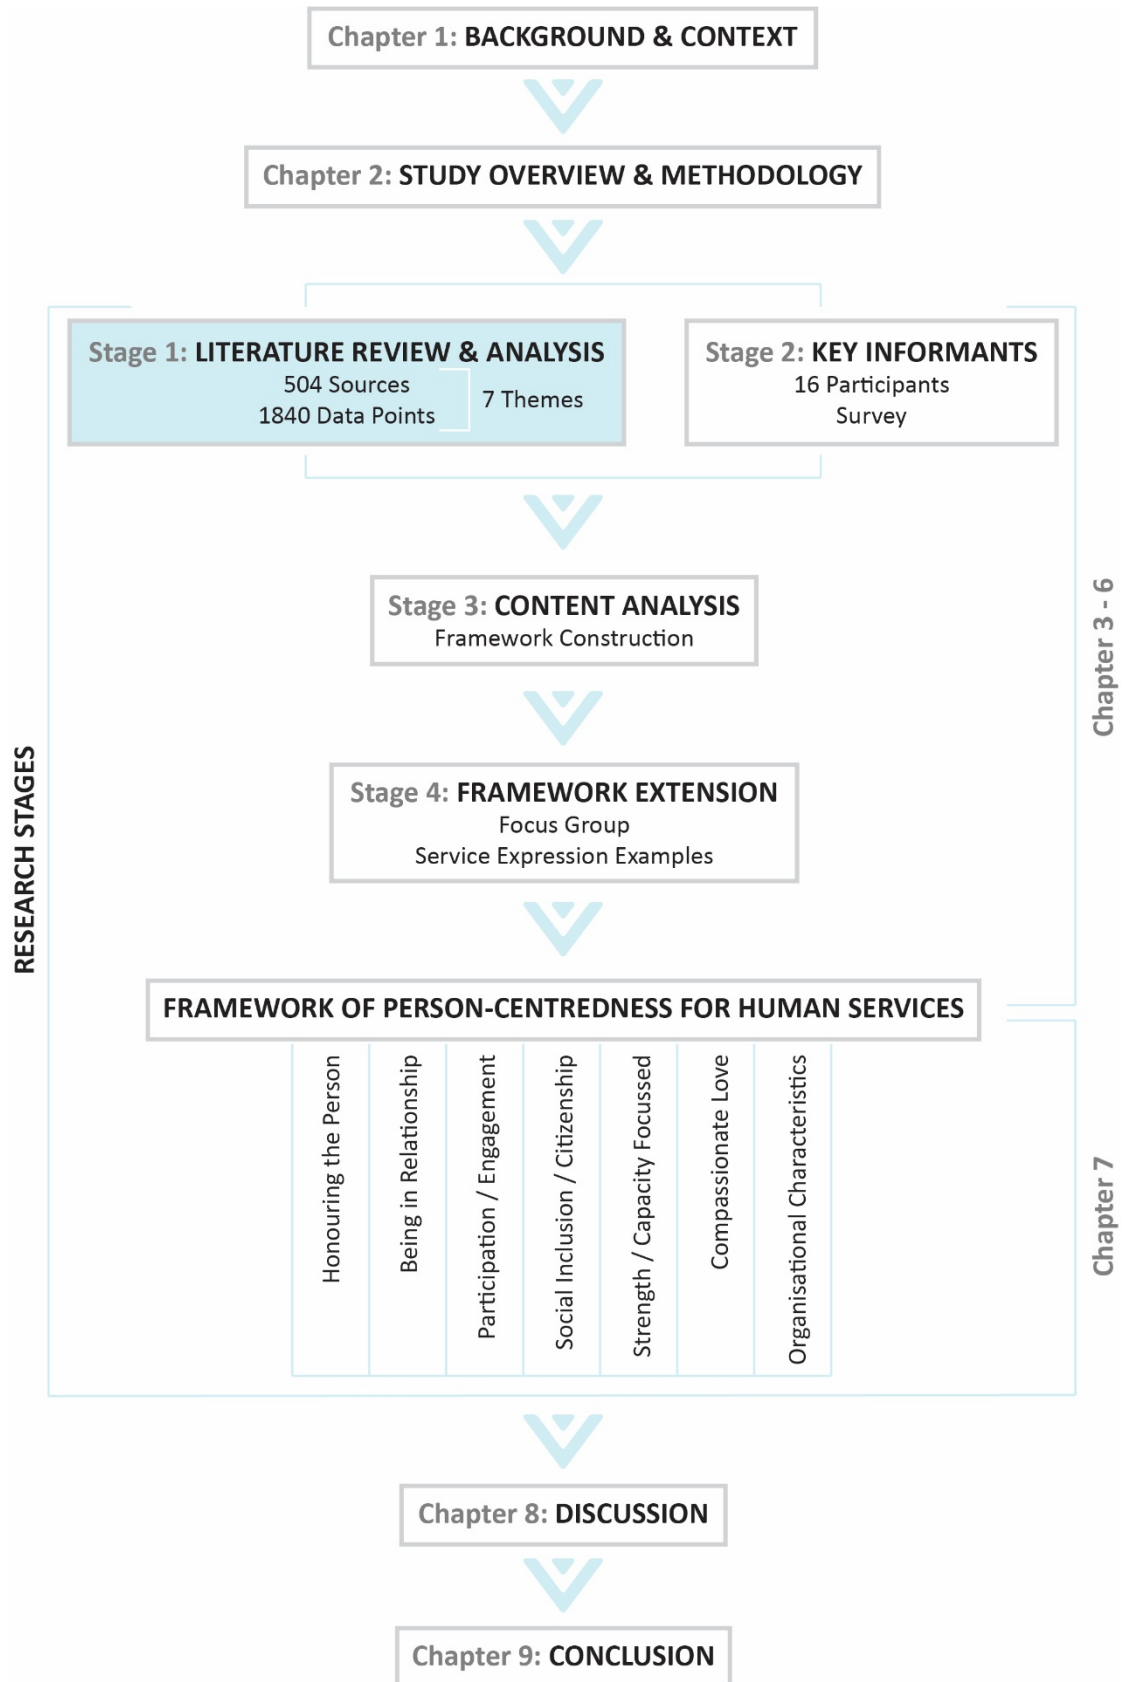 Chapter 1: BACKGROUND & CONTEXT
Chapter 2: STUDY OVERVIEW & METHODOLOGY
Stage 1: LITERATURE REVIEW & ANALYSIS
504 Sources
1840 Data Points
7 Themes
Stage 2: KEY INFORMANTS
16 Participants
Survey
Stage 3: CONTENT ANALYSIS
Framework Construction
Stage 4: FRAMEWORK EXTENSION
Focus Group
Service Expression Examples
RESEARCH STAGES
Chapter 3 - 6
FRAMEWORK OF PERSON-CENTREDNESS FOR HUMAN SERVICES
Honouring the Person
Being in Relationship
Participation / Engagement
Social Inclusion / Citizenship
Strength / Capacity Focussed
Compassionate Love
Organisational Characteristics
Chapter 7
Chapter 8: DISCUSSION
Chapter 9: CONCLUSION